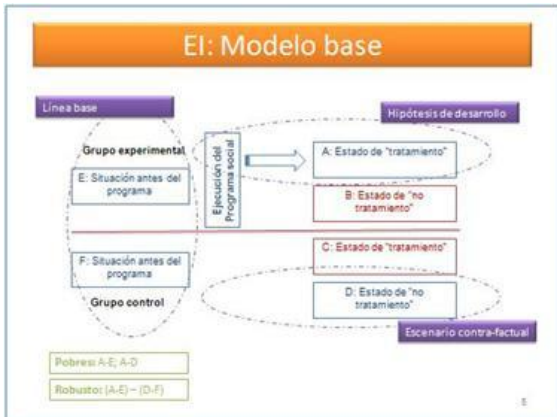 EI: Modelo base
Línea base
Hipótesis de desarrollo
Grupo experimental
E: Situación antes del
programa
Ejecución del
Programa social
A: Estado de "tratamiento"
B: Estado de "no
tratamiento"
C: Estado de "tratamiento"
F: Situación antes del
programa
Grupo control
D: Estado de "no
tratamiento"
Escenario contra-factual
Pobres: A-E; A-D
Robusto: (A-E) – (D-F)